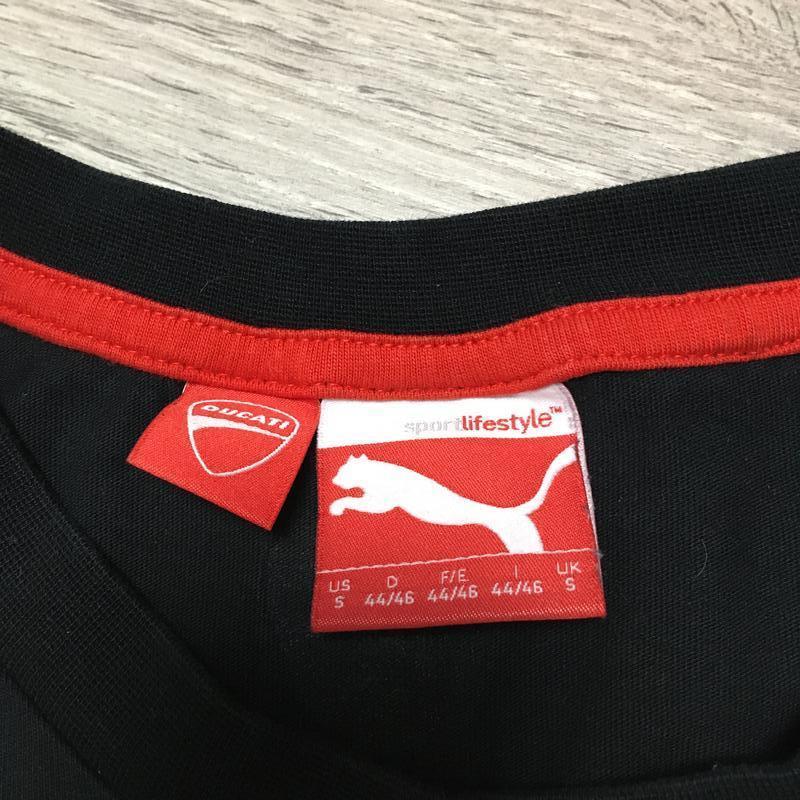 DUCATI
sportlifestyle™
US D F/E I UK
S 44/46 44/46 44/46 S